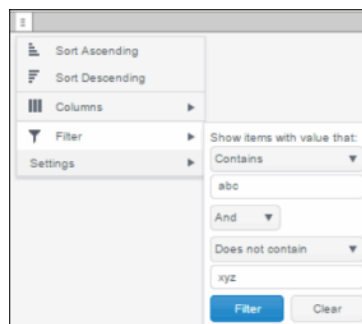 Sort Ascending
Sort Descending
Columns
Filter
Settings
Show items with value that:
Contains
abc
And
Does not contain
xyz
Filter Clear